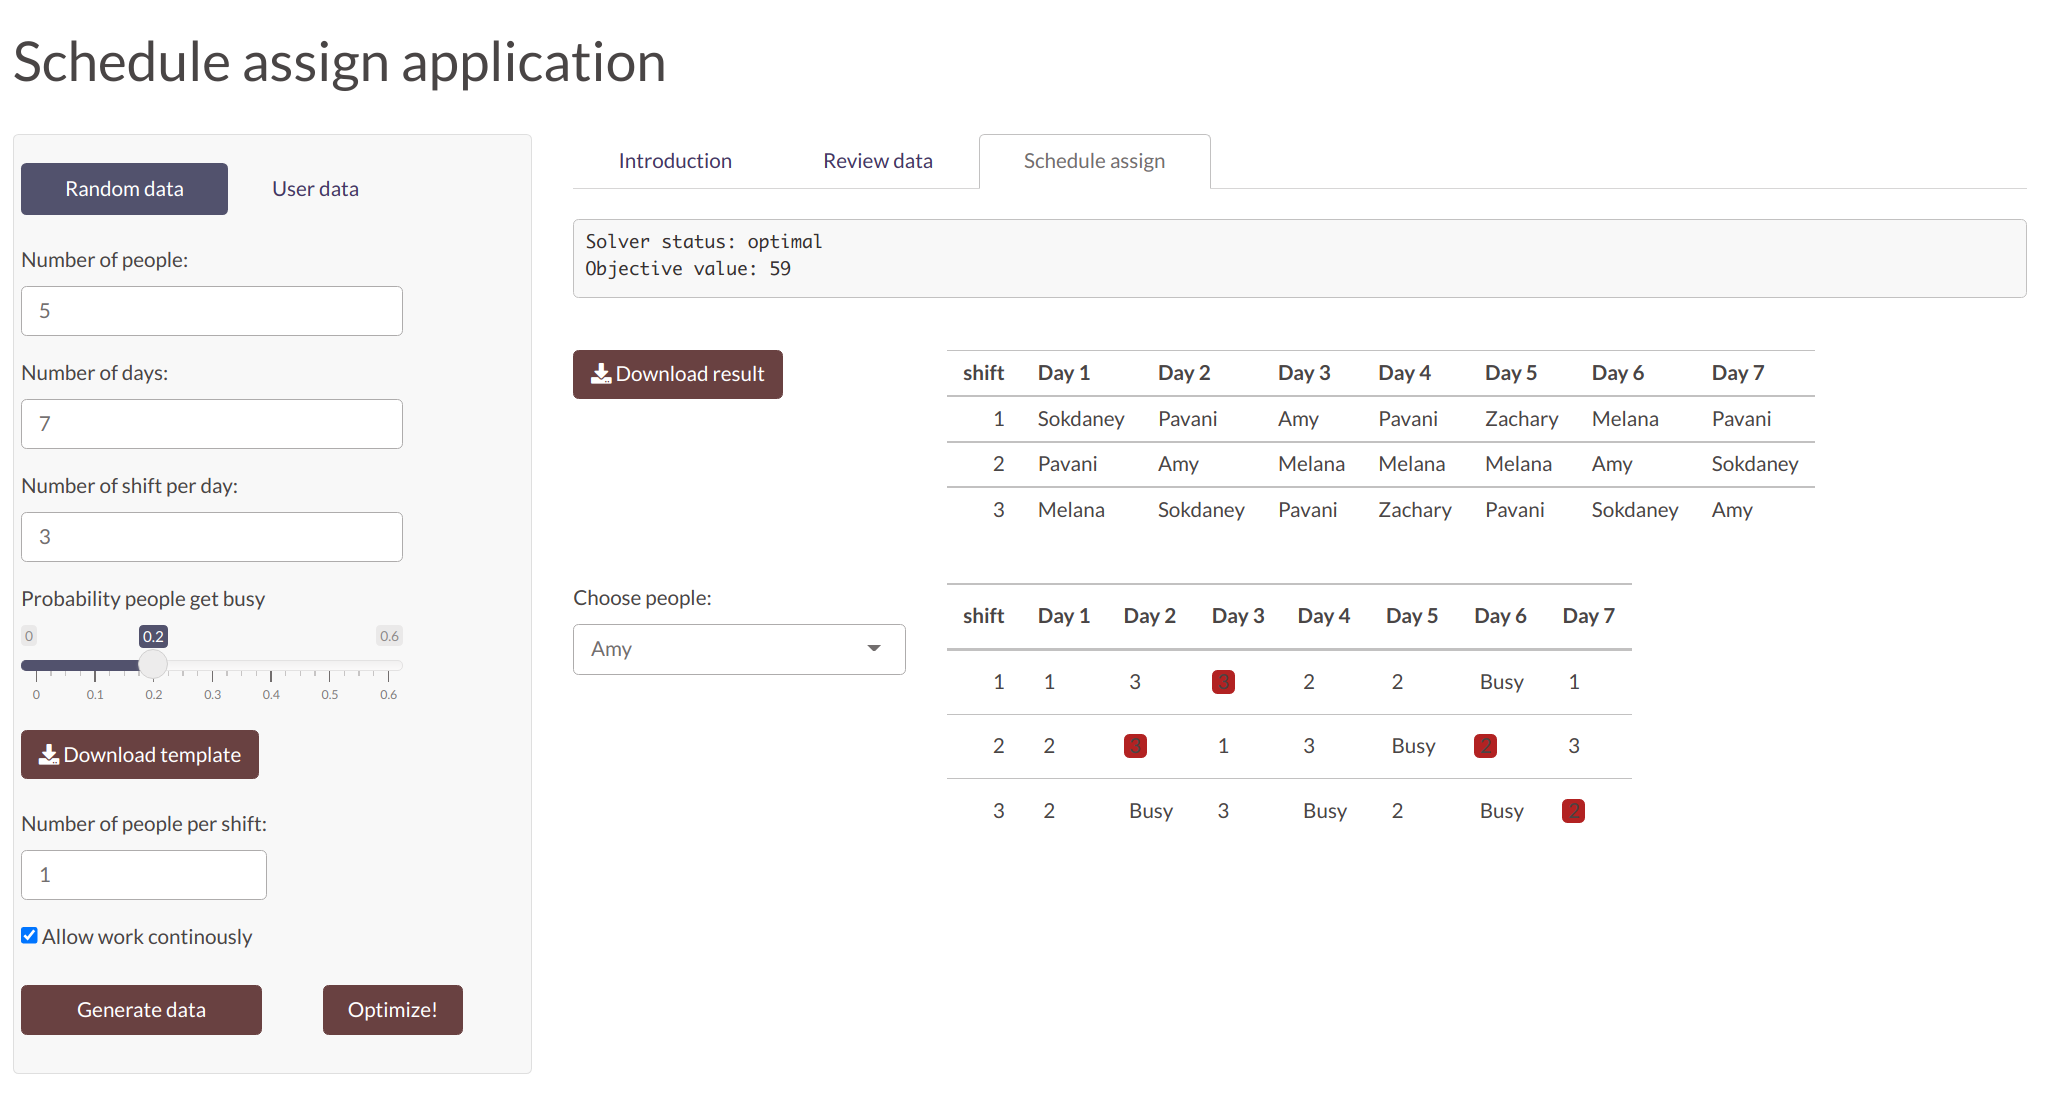 Schedule assign application
Random data User data
Number of people:
5
Number of days:
7
Number of shift per day:
3
Probability people get busy
0 0.2 0.6
0 0.1 0.2 0.3 0.4 0.5 0.6
Download template
Number of people per shift:
1
Allow work continously
Generate data Optimize!
Introduction Review data Schedule assign
Solver status: optimal
Objective value: 59
Download result
shift Day 1 Day 2 Day 3 Day 4 Day 5 Day 6 Day 7
1 Sokdaney Pavani Amy Pavani Zachary Melana Pavani
2 Pavani Amy Melana Melana Melana Amy Sokdaney
3 Melana Sokdaney Pavani Zachary Pavani Sokdaney Amy
Choose people:
Amy
shift Day 1 Day 2 Day 3 Day 4 Day 5 Day 6 Day 7
1 1 3 3 2 2 Busy 1
2 2 3 1 3 Busy 2 3
3 2 Busy 3 Busy 2 Busy 2